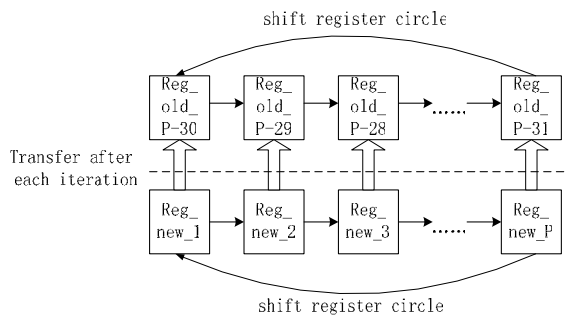 shift register circle
Reg_
old_
P-30
Reg_
old_
P-29
Reg_
old_
P-28
......
Reg_
old_
P-31
Transfer after
each iteration
Reg_
new_1
Reg_
new_2
Reg_
new_3
......
Reg_
new_P
shift register circle